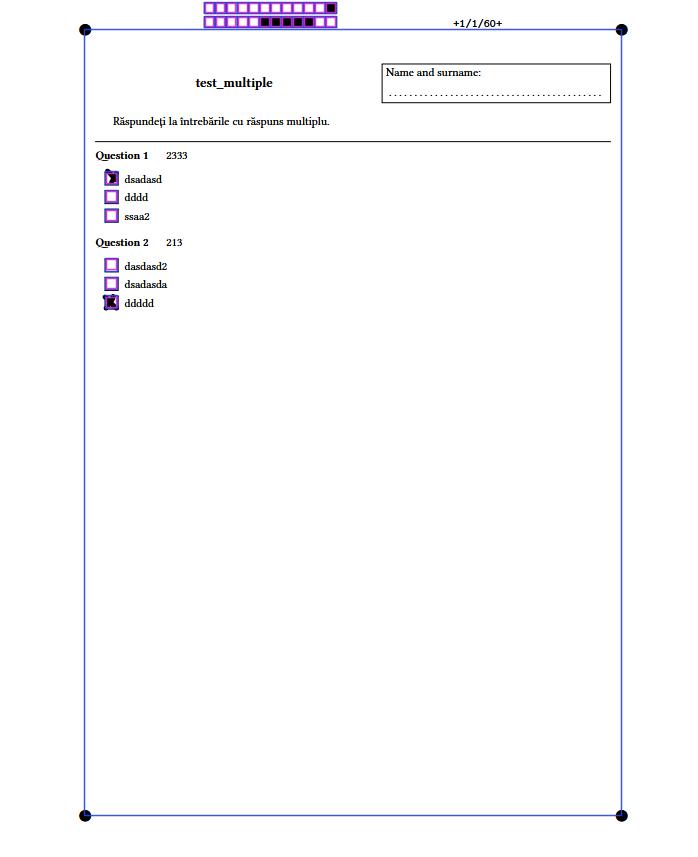 +1/1/60+
test_multiple
Name and surname:
Răspundeți la întrebările cu răspuns multiplu.
Question 1 2333
dsadasd
dddd
ssaa2
Question 2 213
dasdasd2
dsadasda
ddddd